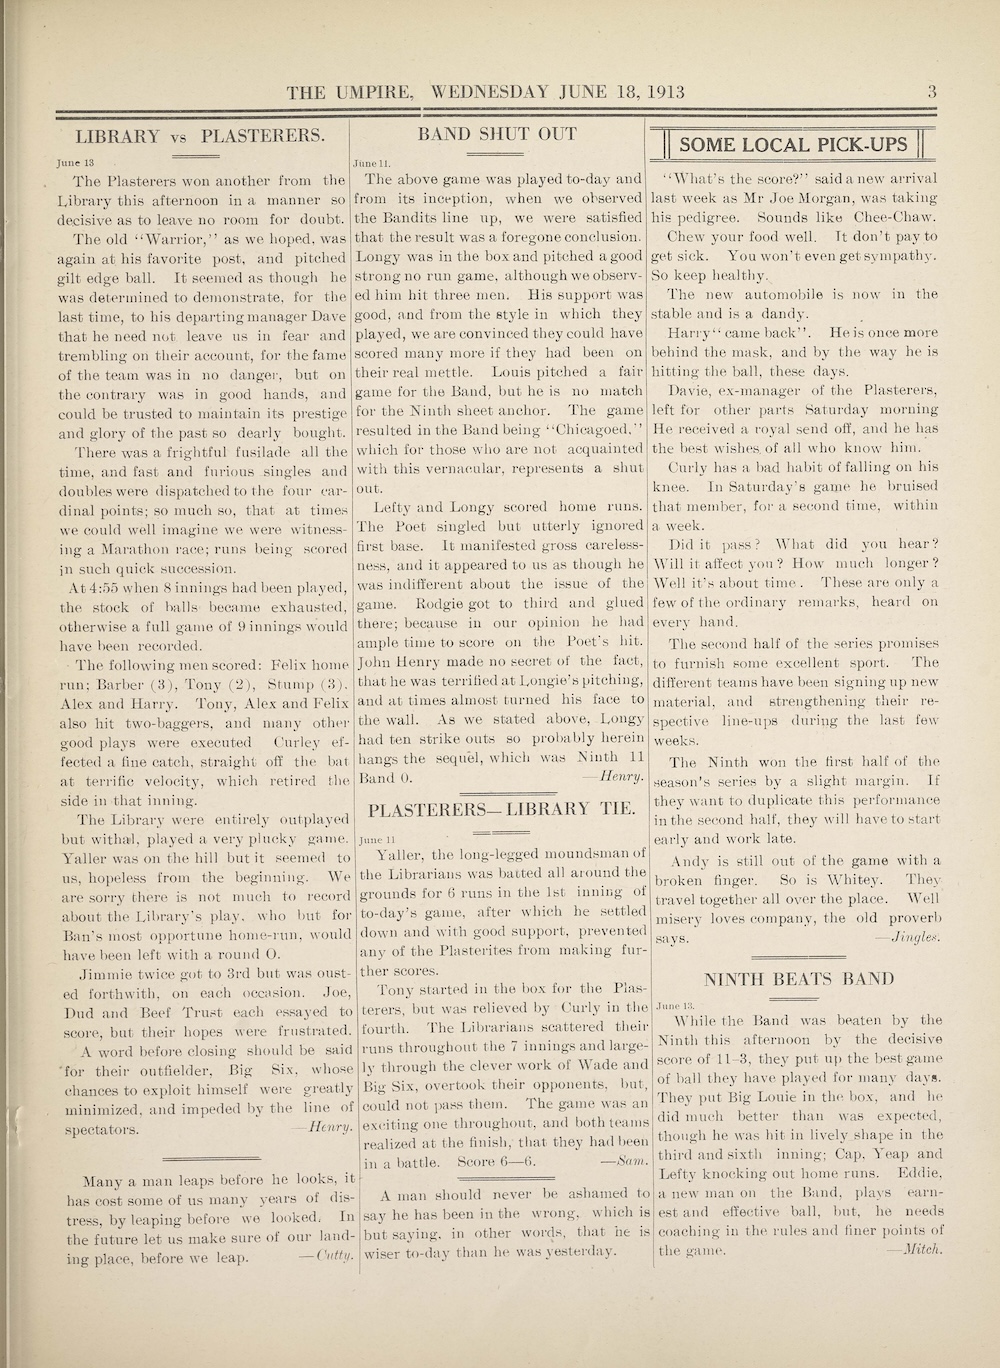 THE UMPIRE, WEDNESDAY JUNE 18, 1913
3
LIBRARY vs PLASTERERS.
June 13
The Plasterers won another from the
Library this afternoon in a manner so
decisive as to leave no room for doubt.
The old "Warrior," as we hoped, was
again at his favorite post, and pitched
gilt edge ball. It seemed as though he
was determined to demonstrate, for the
last time, to his departing manager Dave
that he need not leave us in fear and
trembling on their account, for the fame
of the team was in no danger, but on
the contrary was in good hands, and
could be trusted to maintain its prestige
and glory of the past so dearly bought.
There was a frightful fusilade all the
time, and fast and furious singles and
doubles were dispatched to the four car-
dinal points; so much so, that at times
we could well imagine we were witness-
ing a Marathon race; runs being scored
in such quick succession.
At 4:55 when 8 innings had been played,
the stock of balls became exhausted,
otherwise a full game of 9 innings would
have been recorded.
The following men scored: Felix home
run; Barber (3), Tony (2), Stump (3).
Alex and Harry. Tony, Alex and Felix
also hit two-baggers, and many other
good plays were executed Curley ef-
fected a fine catch, straight off the bat
at terrific velocity, which retired the
side in that inning.
The Library were entirely outplayed
but withal, played a very plucky game.
Yaller was on the hill but it seemed to
us, hopeless from the beginning. We
are sorry there is not much to record
about the Library's play, who but for
Ban's most opportune home-run, would
have been left with a round O.
Jimmie twice got to 3rd but was oust-
ed forthwith, on each occasion. Joe,
Dud and Beef Trust each essayed to
score, but their hopes were frustrated.
A word before closing should be said
for their outfielder, Big Six, whose
chances to exploit himself were greatly
minimized, and impeded by the line of
spectators. —Henry.
Many a man leaps before he looks, it
has cost some of us many years of dis-
tress, by leaping before we looked. In
the future let us make sure of our land-
ing place, before we leap. —Cutty.
BAND SHUT OUT
June 11.
The above game was played to-day and
from its inception, when we observed
the Bandits line up, we were satisfied
that the result was a foregone conclusion.
Longy was in the box and pitched a good
strong no run game, although we observ-
ed him hit three men. His support was
good, and from the style in which they
played, we are convinced they could have
scored many more if they had been on
their real mettle. Louis pitched a fair
game for the Band, but he is no match
for the Ninth sheet anchor. The game
resulted in the Band being "Chicagoed,"
which for those who are not acquainted
with this vernacular, represents a shut
out.
Lefty and Longy scored home runs.
The Poet singled but utterly ignored
first base. It manifested gross careless-
ness, and it appeared to us as though he
was indifferent about the issue of the
game. Rodgie got to third and glued
there; because in our opinion he had
ample time to score on the Poet's hit.
John Henry made no secret of the fact,
that he was terrified at Longie's pitching,
and at times almost turned his face to
the wall. As we stated above, Longy
had ten strike outs so probably herein
hangs the sequel, which was Ninth 11
Band 0. —Henry.
PLASTERERS—LIBRARY TIE.
June 11
Yaller, the long-legged moundsman of
the Librarians was batted all around the
grounds for 6 runs in the 1st inning of
to-day's game, after which he settled
down and with good support, prevented
any of the Plasterites from making fur-
ther scores.
Tony started in the box for the Plas-
terers, but was relieved by Curly in the
fourth. The Librarians scattered their
runs throughout the 7 innings and large-
ly through the clever work of Wade and
Big Six, overtook their opponents, but,
could not pass them. The game was an
exciting one throughout, and both teams
realized at the finish, that they had been
in a battle. Score 6—6. —Sam.
A man should never be ashamed to
say he has been in the wrong, which is
but saying, in other words, that he is
wiser to-day than he was yesterday.
SOME LOCAL PICK-UPS
"What's the score?" said a new arrival
last week as Mr Joe Morgan, was taking
his pedigree. Sounds like Chee-Chaw.
Chew your food well. It don't pay to
get sick. You won't even get sympathy.
So keep healthy.
The new automobile is now in the
stable and is a dandy.
Harry "came back". He is once more
behind the mask, and by the way he is
hitting the ball, these days.
Davie, ex-manager of the Plasterers,
left for other parts Saturday morning
He received a royal send off, and he has
the best wishes of all who know him.
Curly has a bad habit of falling on his
knee. In Saturday's game he bruised
that member, for a second time, within
a week.
Did it pass? What did you hear?
Will it affect you? How much longer?
Well it's about time. These are only a
few of the ordinary remarks, heard on
every hand.
The second half of the series promises
to furnish some excellent sport. The
different teams have been signing up new
material, and strengthening their re-
spective line-ups during the last few
weeks.
The Ninth won the first half of the
season's series by a slight margin. If
they want to duplicate this performance
in the second half, they will have to start
early and work late.
Andy is still out of the game with a
broken finger. So is Whitey. They
travel together all over the place. Well
misery loves company, the old proverb
says. —Jingles.
NINTH BEATS BAND
June 13.
While the Band was beaten by the
Ninth this afternoon by the decisive
score of 11-3, they put up the best game
of ball they have played for many days.
They put Big Louie in the box, and he
did much better than was expected,
though he was hit in lively shape in the
third and sixth inning; Cap, Yeap and
Lefty knocking out home runs. Eddie,
a new man on the Band, plays earn-
est and effective ball, but, he needs
coaching in the rules and finer points of
the game. —Mitch.